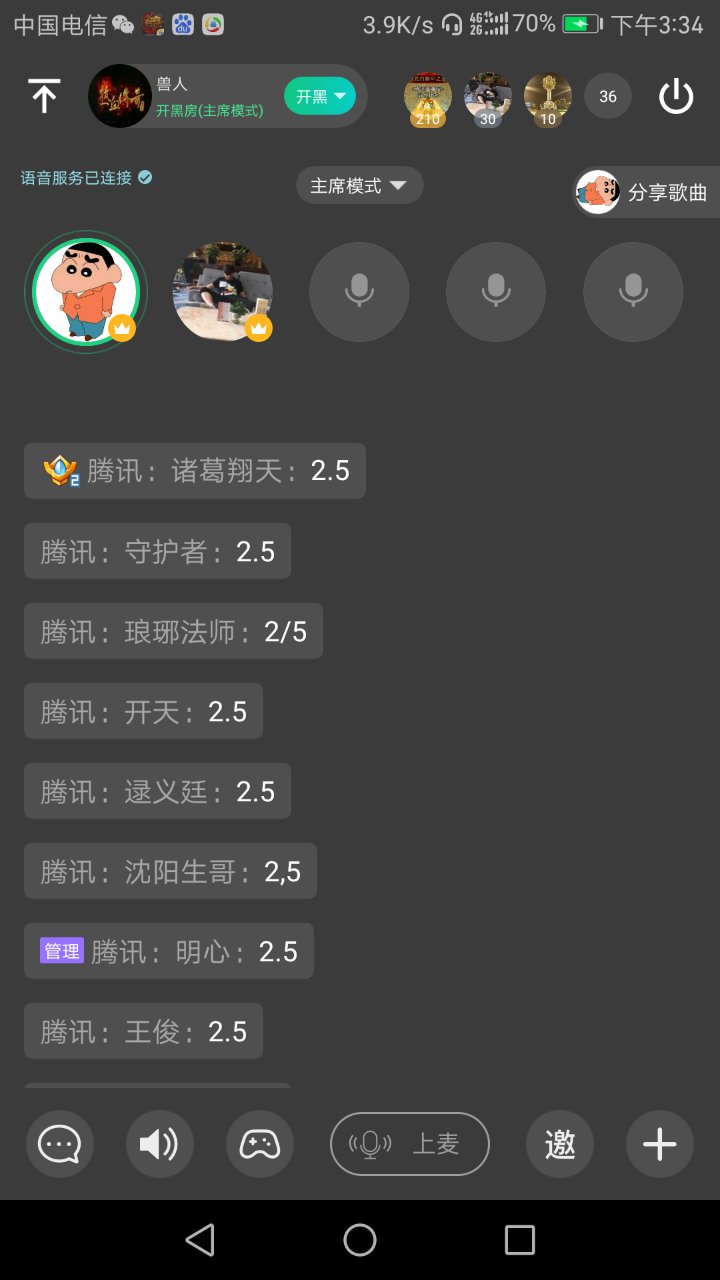 中国电信
3.9K/s 4G 2G 70% 下午3:34
兽人
开黑房(主席模式)
开黑
210
30
10
36
语音服务已连接
主席模式
分享歌曲
2 腾讯：诸葛翔天：2.5
腾讯：守护者：2.5
腾讯：琅琊法师：2/5
腾讯：开天：2.5
腾讯：逯义廷：2.5
腾讯：沈阳生哥：2,5
管理 腾讯：明心：2.5
腾讯：王俊：2.5
上麦
邀